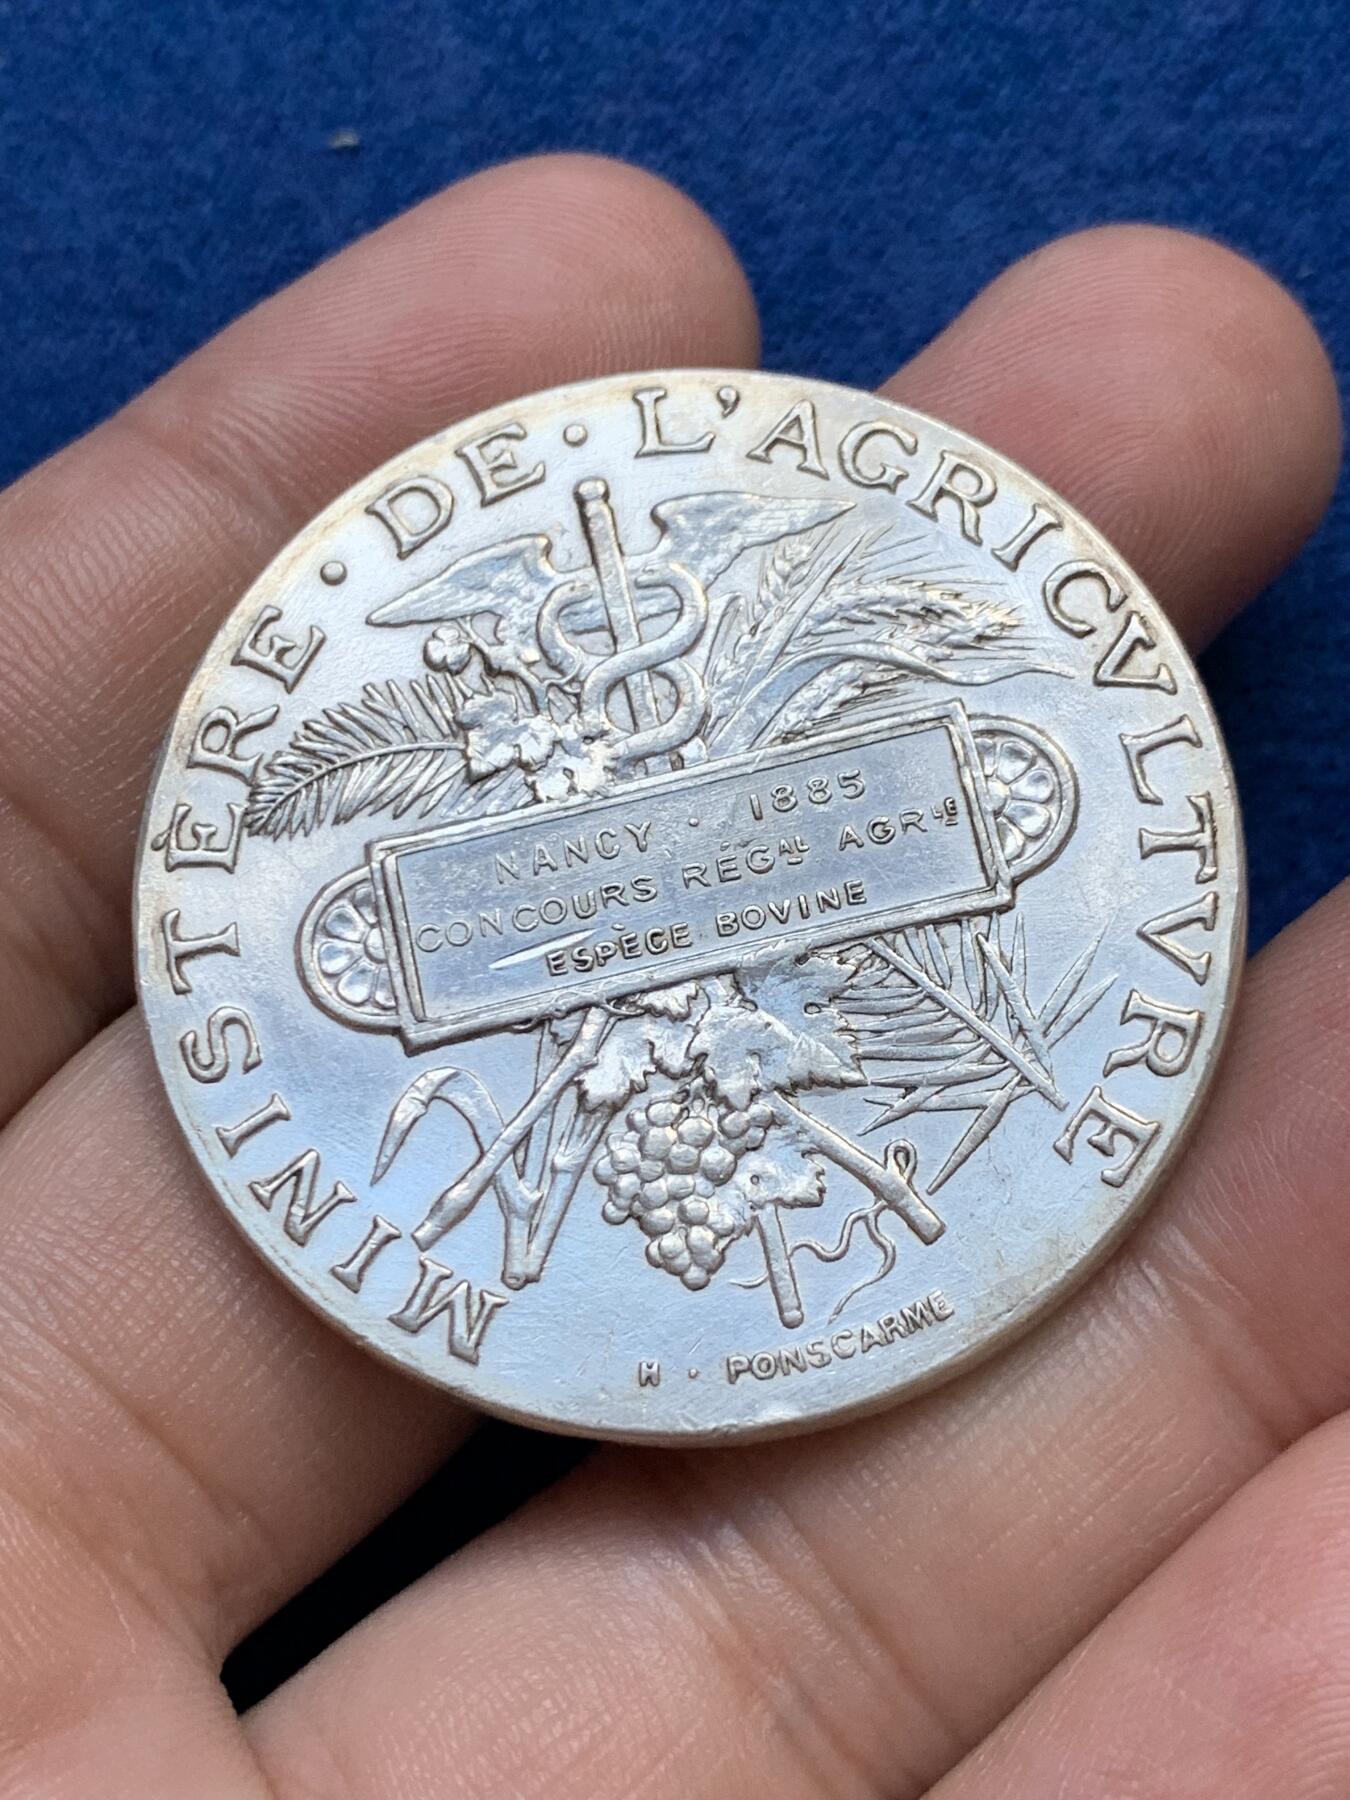 MINISTÈRE · DE · L'AGRICVLTVRE
NANCY · 1885
CONCOURS RÉGAL AGRLE
ESPÈCE BOVINE
H · PONSCARME